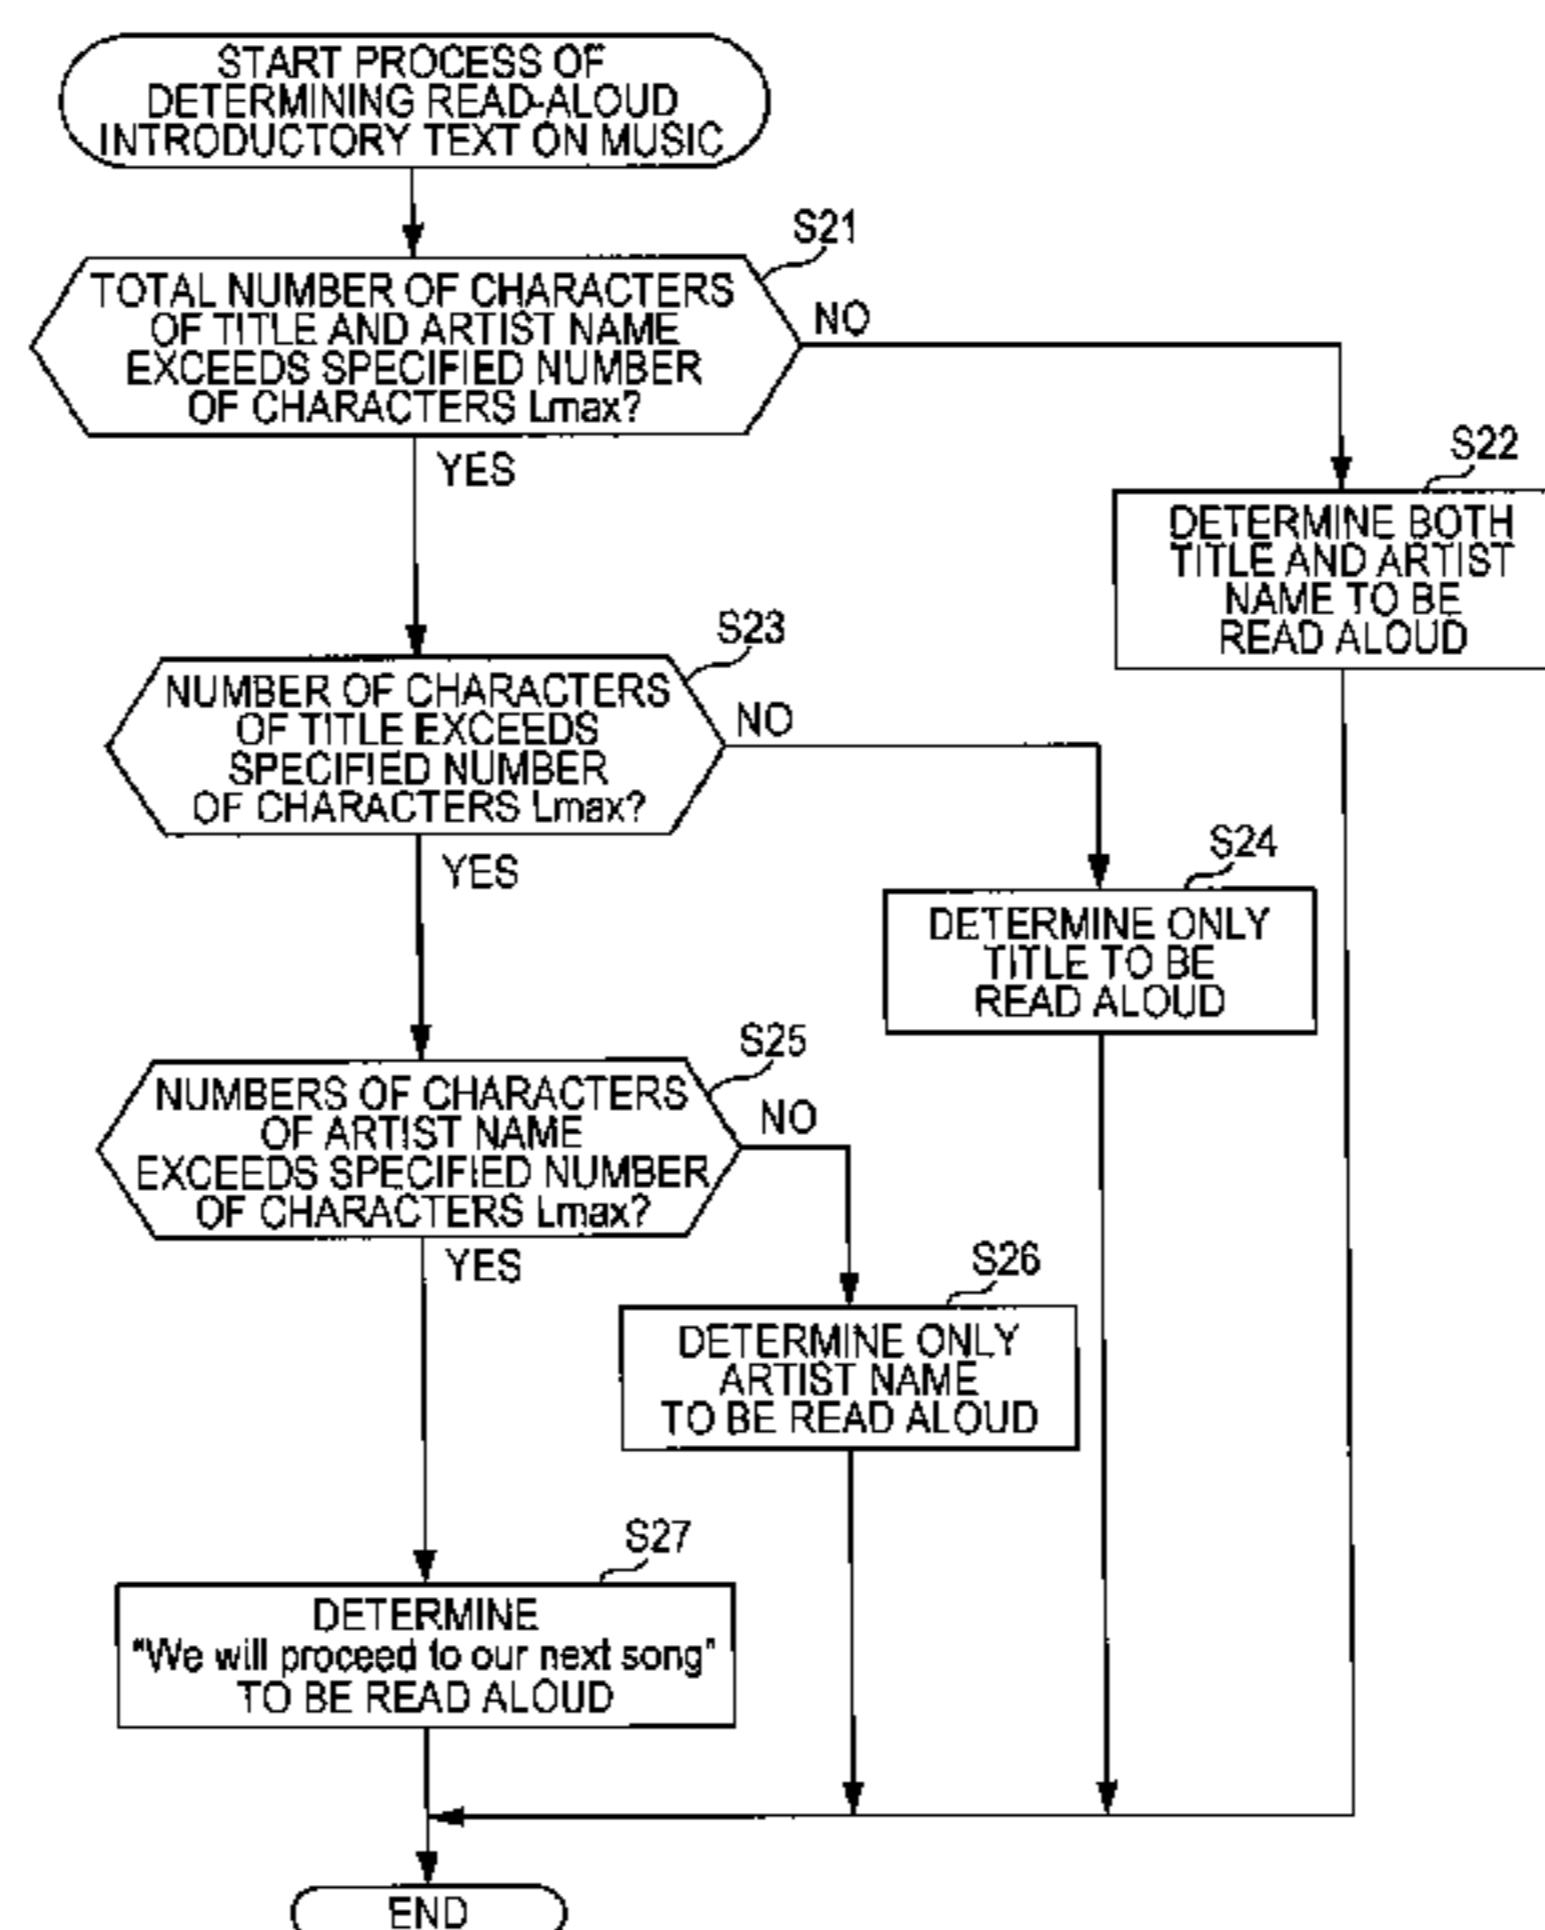 START PROCESS OF
DETERMINING READ-ALOUD
INTRODUCTORY TEXT ON MUSIC
S21
TOTAL NUMBER OF CHARACTERS
OF TITLE AND ARTIST NAME
EXCEEDS SPECIFIED NUMBER
OF CHARACTERS Lmax?
NO
YES
S22
DETERMINE BOTH
TITLE AND ARTIST
NAME TO BE
READ ALOUD
S23
NUMBER OF CHARACTERS
OF TITLE EXCEEDS
SPECIFIED NUMBER
OF CHARACTERS Lmax?
NO
YES
S24
DETERMINE ONLY
TITLE TO BE
READ ALOUD
S25
NUMBERS OF CHARACTERS
OF ARTIST NAME
EXCEEDS SPECIFIED NUMBER
OF CHARACTERS Lmax?
NO
YES
S26
DETERMINE ONLY
ARTIST NAME
TO BE READ ALOUD
S27
DETERMINE
"We will proceed to our next song"
TO BE READ ALOUD
END